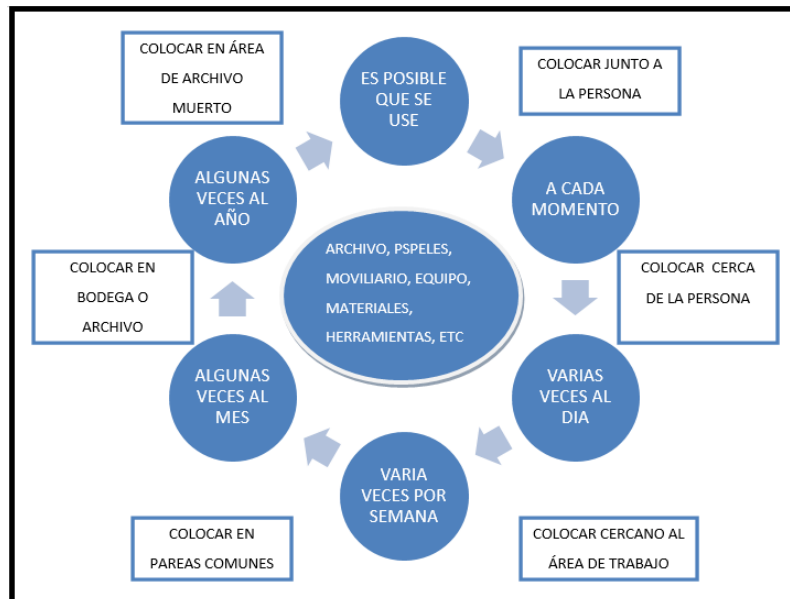 COLOCAR EN ÁREA
DE ARCHIVO
MUERTO
ES POSIBLE
QUE SE
USE
COLOCAR JUNTO A
LA PERSONA
ALGUNAS
VECES AL
AÑO
A CADA
MOMENTO
ARCHIVO, PSPELES,
MOVILIARIO, EQUIPO,
MATERIALES,
HERRAMIENTAS, ETC
COLOCAR EN
BODEGA O
ARCHIVO
COLOCAR CERCA
DE LA PERSONA
ALGUNAS
VECES AL
MES
VARIAS
VECES AL
DIA
VARIA
VECES POR
SEMANA
COLOCAR EN
PAREAS COMUNES
COLOCAR CERCANO AL
ÁREA DE TRABAJO